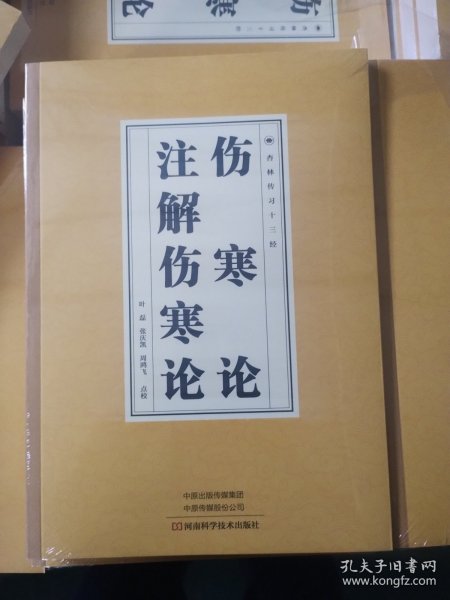 杏林传习十三经
伤寒论
注解伤寒论
叶磊 张庆凯 周鸿飞 点校
中原出版传媒集团
中原传媒股份公司
河南科学技术出版社
孔夫子旧书网
www.kongfz.com